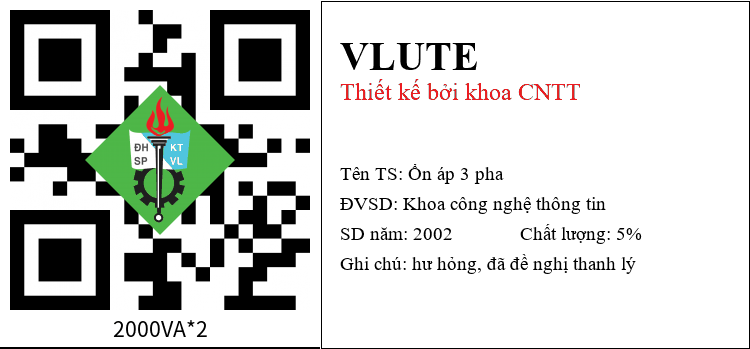 ĐH KT
SP VL
2000VA*2
VLUTE
Thiết kế bởi khoa CNTT
Tên TS: Ổn áp 3 pha
ĐVSD: Khoa công nghệ thông tin
SD năm: 2002 Chất lượng: 5%
Ghi chú: hư hỏng, đã đề nghị thanh lý